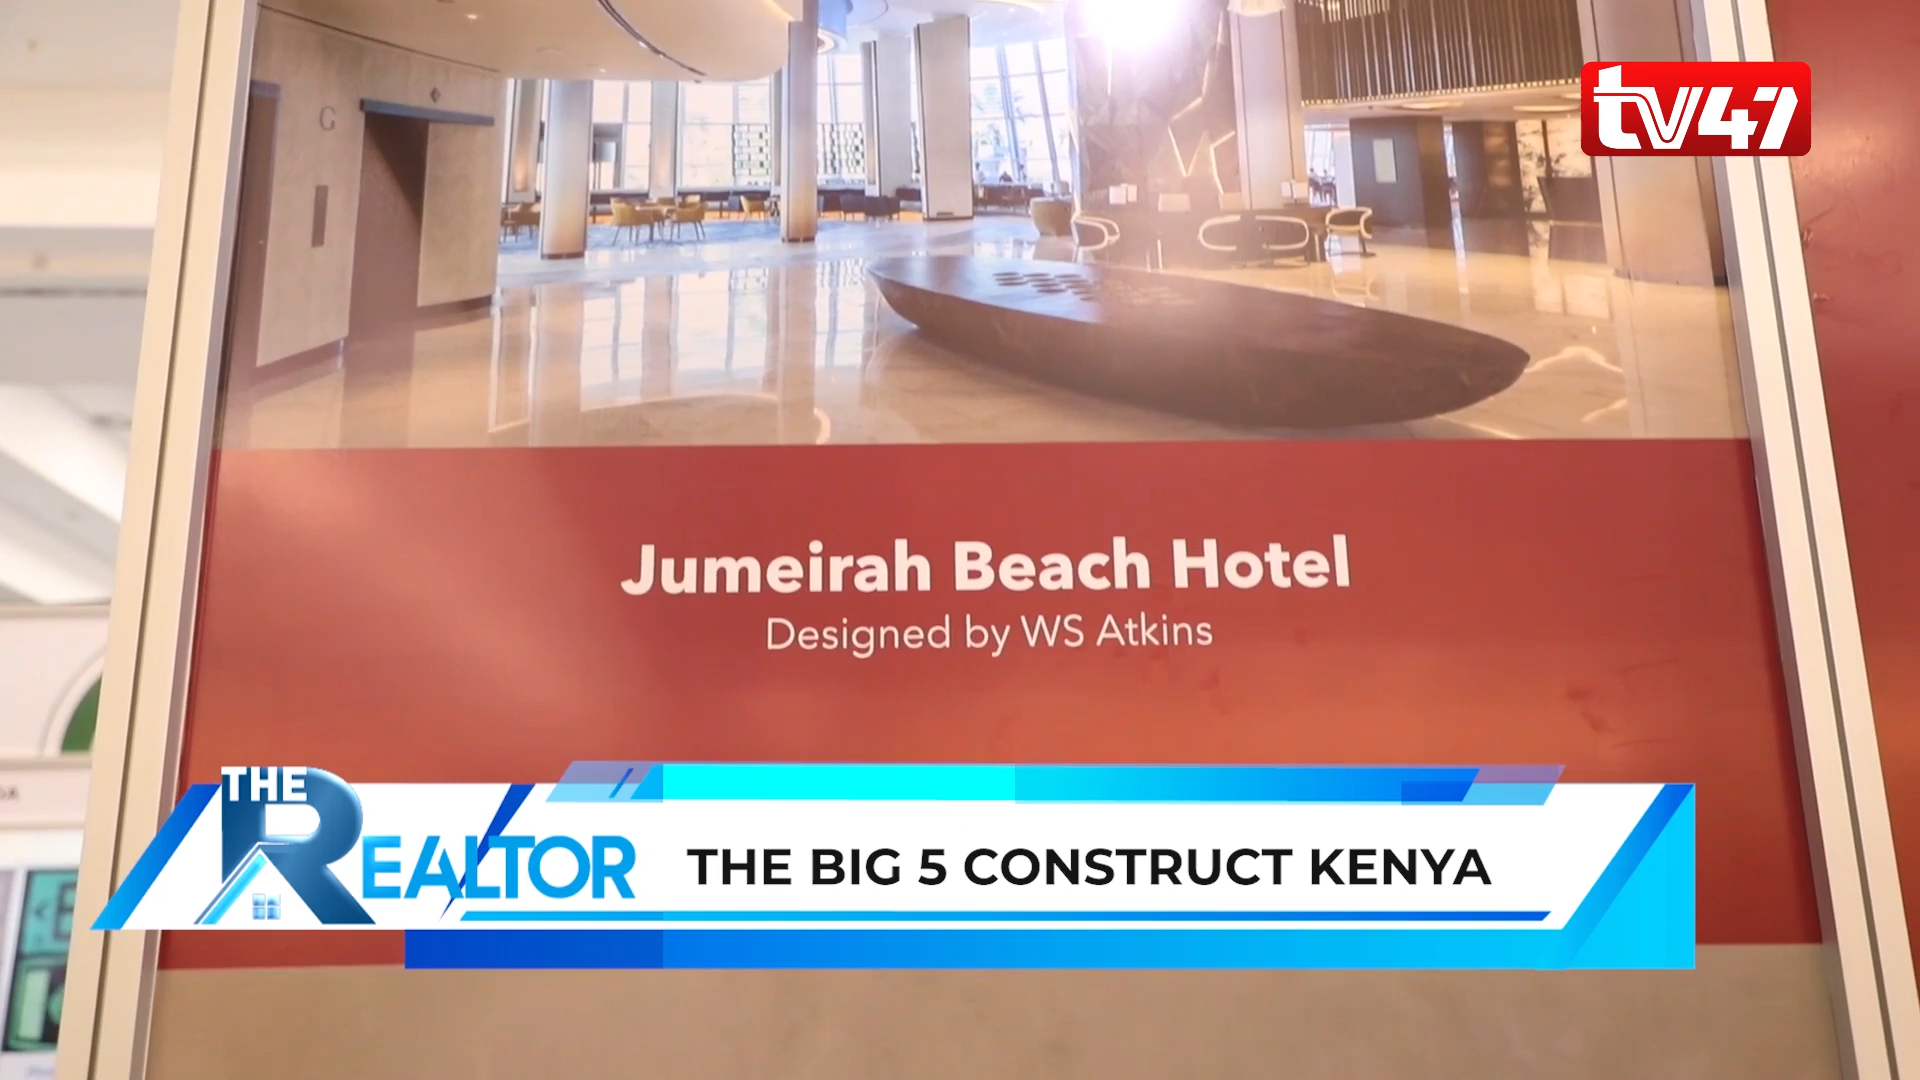 G
tv47
Jumeirah Beach Hotel
Designed by WS Atkins
THE
REALTOR
THE BIG 5 CONSTRUCT KENYA